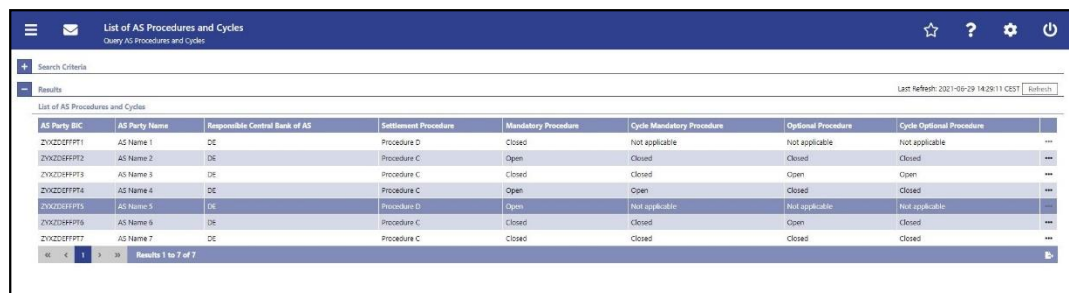 List of AS Procedures and Cycles
Query AS Procedures and Cycles
Search Criteria
Results Last Refresh: 2021-06-29 14:29:11 CEST Refresh
List of AS Procedures and Cycles
AS Party BIC AS Party Name Responsible Central Bank of AS Settlement Procedure Mandatory Procedure Cycle Mandatory Procedure Optional Procedure Cycle Optional Procedure
ZYXZDEFFPT1 AS Name 1 DE Procedure D Closed Not applicable Not applicable Not applicable
ZYXZDEFFPT2 AS Name 2 DE Procedure C Open Closed Closed Closed
ZYXZDEFFPT3 AS Name 3 DE Procedure C Closed Closed Open Open
ZYXZDEFFPT4 AS Name 4 DE Procedure C Open Open Closed Closed
ZYXZDEFFPT5 AS Name 5 DE Procedure D Open Not applicable Not applicable Not applicable
ZYXZDEFFPT6 AS Name 6 DE Procedure C Closed Closed Open Closed
ZYXZDEFFPT7 AS Name 7 DE Procedure C Closed Closed Closed Closed
1 Results 1 to 7 of 7